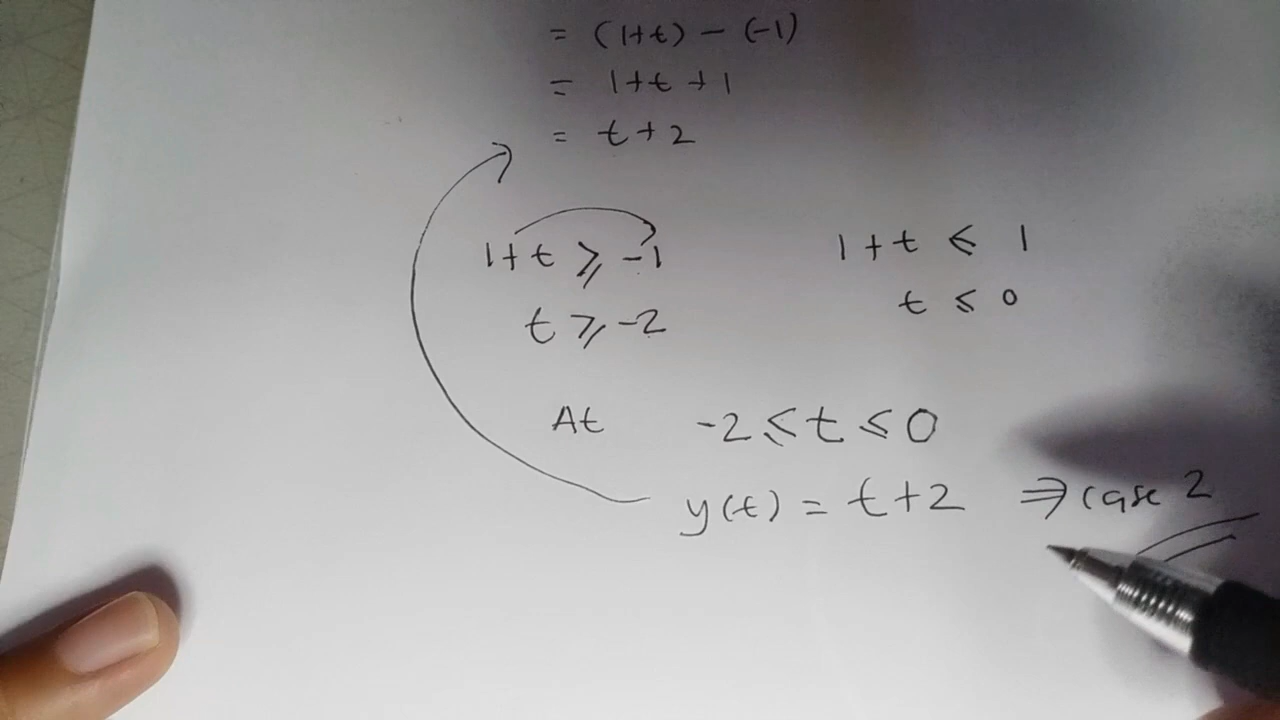 = (1+t) - (-1)
= 1+t+1
= t+2
1+t ⩾ -1
1+t ⩽ 1
t ⩾ -2
t ⩽ 0
At -2 ⩽ t ⩽ 0
y(t) = t+2 ⇒ case 2